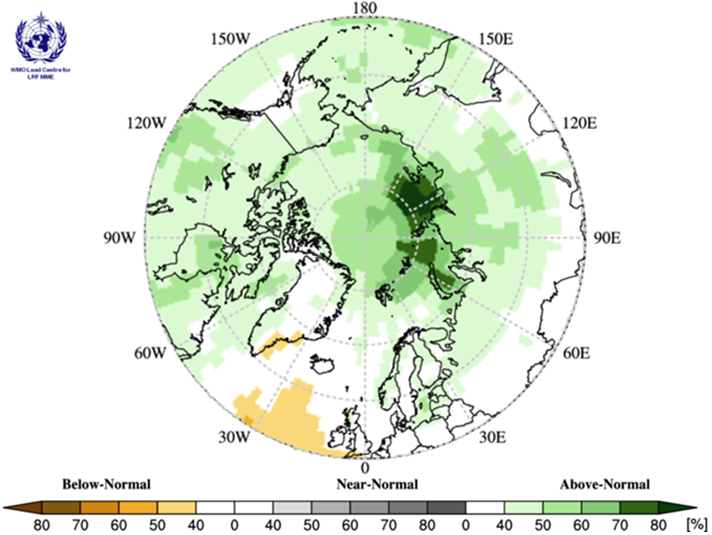 180
150W
150E
WMO Lead Centre for
LRF MME
120W
120E
90W
90E
60W
60E
30W
30E
0
Below-Normal Near-Normal Above-Normal
80 70 60 50 40 0 40 50 60 70 80 0 40 50 60 70 80 [%]